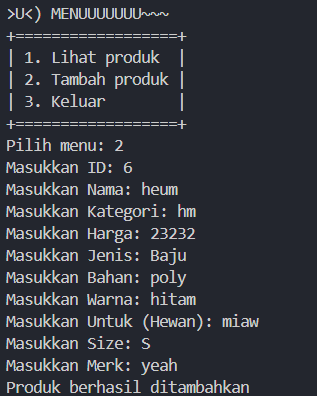 >U<) MENUUUUUUU~~~
+==================+
| 1. Lihat produk  |
| 2. Tambah produk |
| 3. Keluar        |
+==================+
Pilih menu: 2
Masukkan ID: 6
Masukkan Nama: heum
Masukkan Kategori: hm
Masukkan Harga: 23232
Masukkan Jenis: Baju
Masukkan Bahan: poly
Masukkan Warna: hitam
Masukkan Untuk (Hewan): miaw
Masukkan Size: S
Masukkan Merk: yeah
Produk berhasil ditambahkan